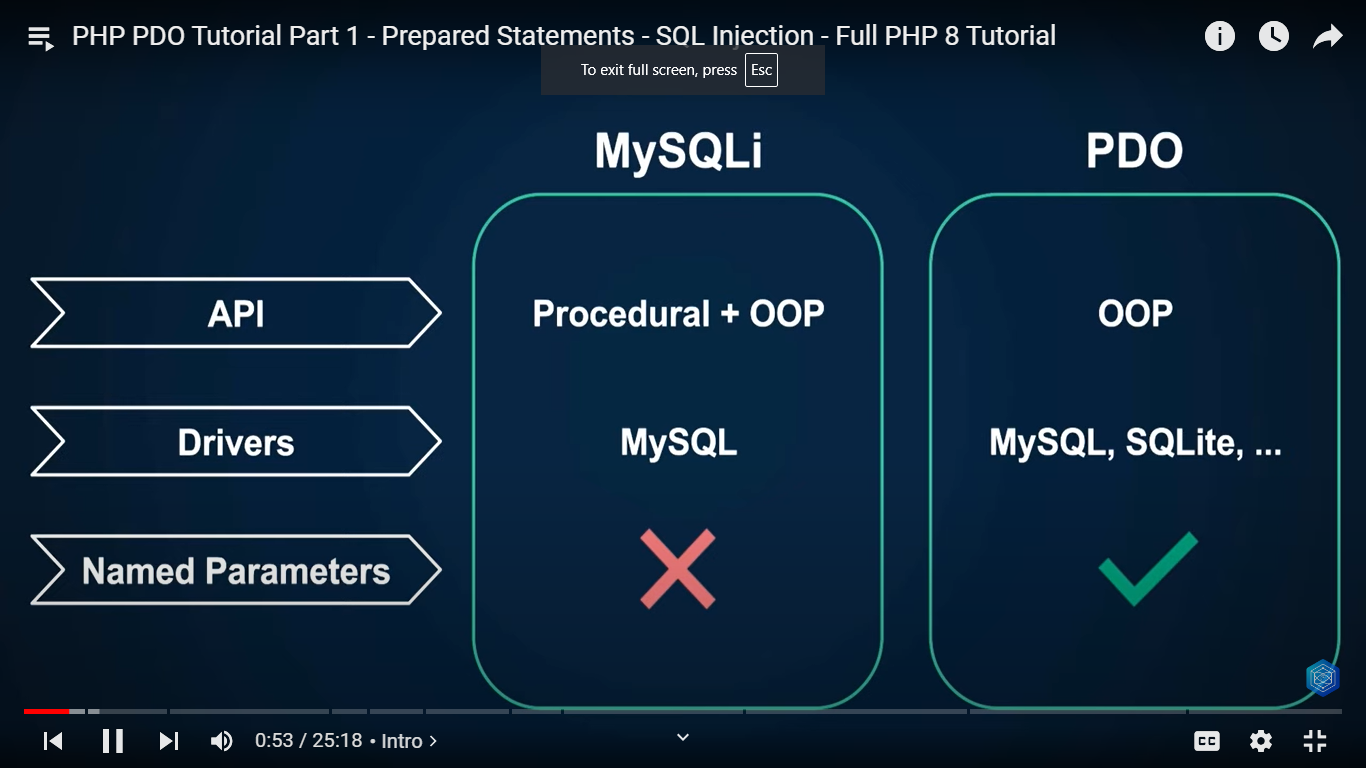 PHP PDO Tutorial Part 1 - Prepared Statements - SQL Injection - Full PHP 8 Tutorial
To exit full screen, press Esc
MySQLi PDO
API Procedural + OOP OOP
Drivers MySQL MySQL, SQLite, ...
Named Parameters
0:53 / 25:18 • Intro >
CC